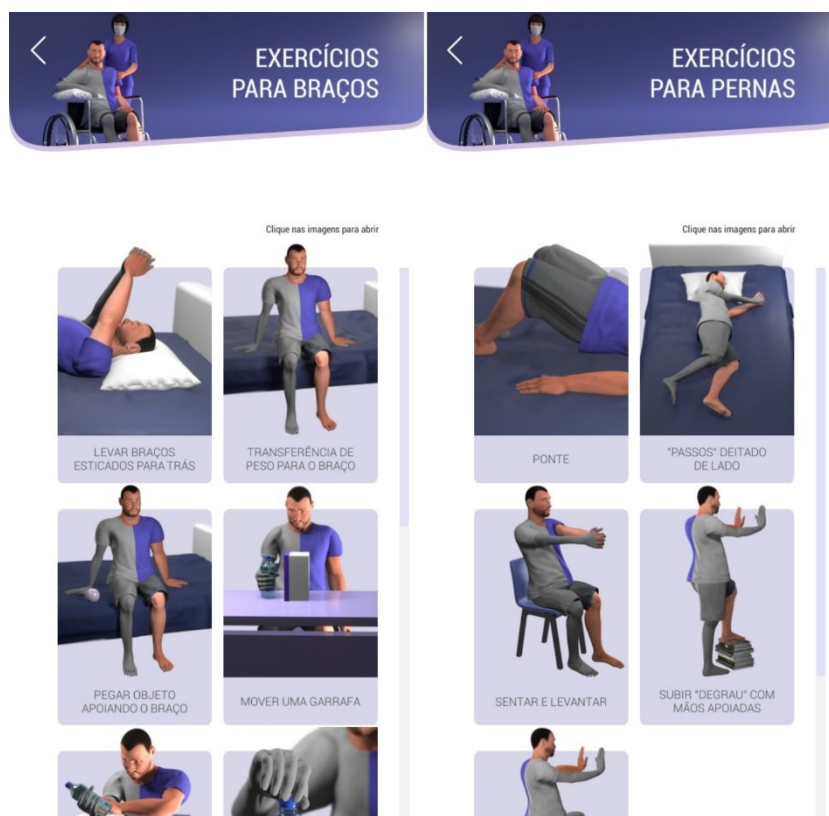 EXERCÍCIOS
PARA BRAÇOS
Clique nas imagens para abrir
LEVAR BRAÇOS
ESTICADOS PARA TRÁS
TRANSFERÊNCIA DE
PESO PARA O BRAÇO
PEGAR OBJETO
APOIANDO O BRAÇO
MOVER UMA GARRAFA
EXERCÍCIOS
PARA PERNAS
Clique nas imagens para abrir
PONTE
"PASSOS" DEITADO
DE LADO
SENTAR E LEVANTAR
SUBIR "DEGRAU" COM
MÃOS APOIADAS